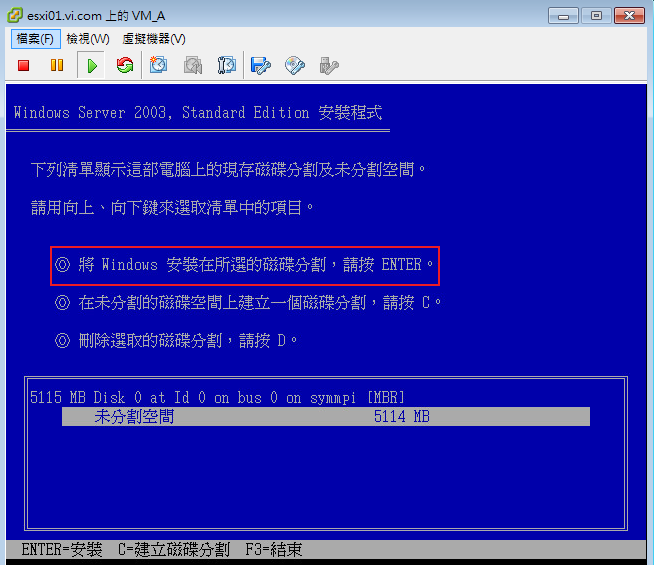 esxi01.vi.com 上的 VM_A
檔案(F) 檢視(W) 虛擬機器(V)
Windows Server 2003, Standard Edition 安裝程式
下列清單顯示這部電腦上的現存磁碟分割及未分割空間。
請用向上、向下鍵來選取清單中的項目。
◎ 將 Windows 安裝在所選的磁碟分割，請按 ENTER。
◎ 在未分割的磁碟空間上建立一個磁碟分割，請按 C。
◎ 刪除選取的磁碟分割，請按 D。
5115 MB Disk 0 at Id 0 on bus 0 on symmpi [MBR]
未分割空間 5114 MB
ENTER=安裝 C=建立磁碟分割 F3=結束